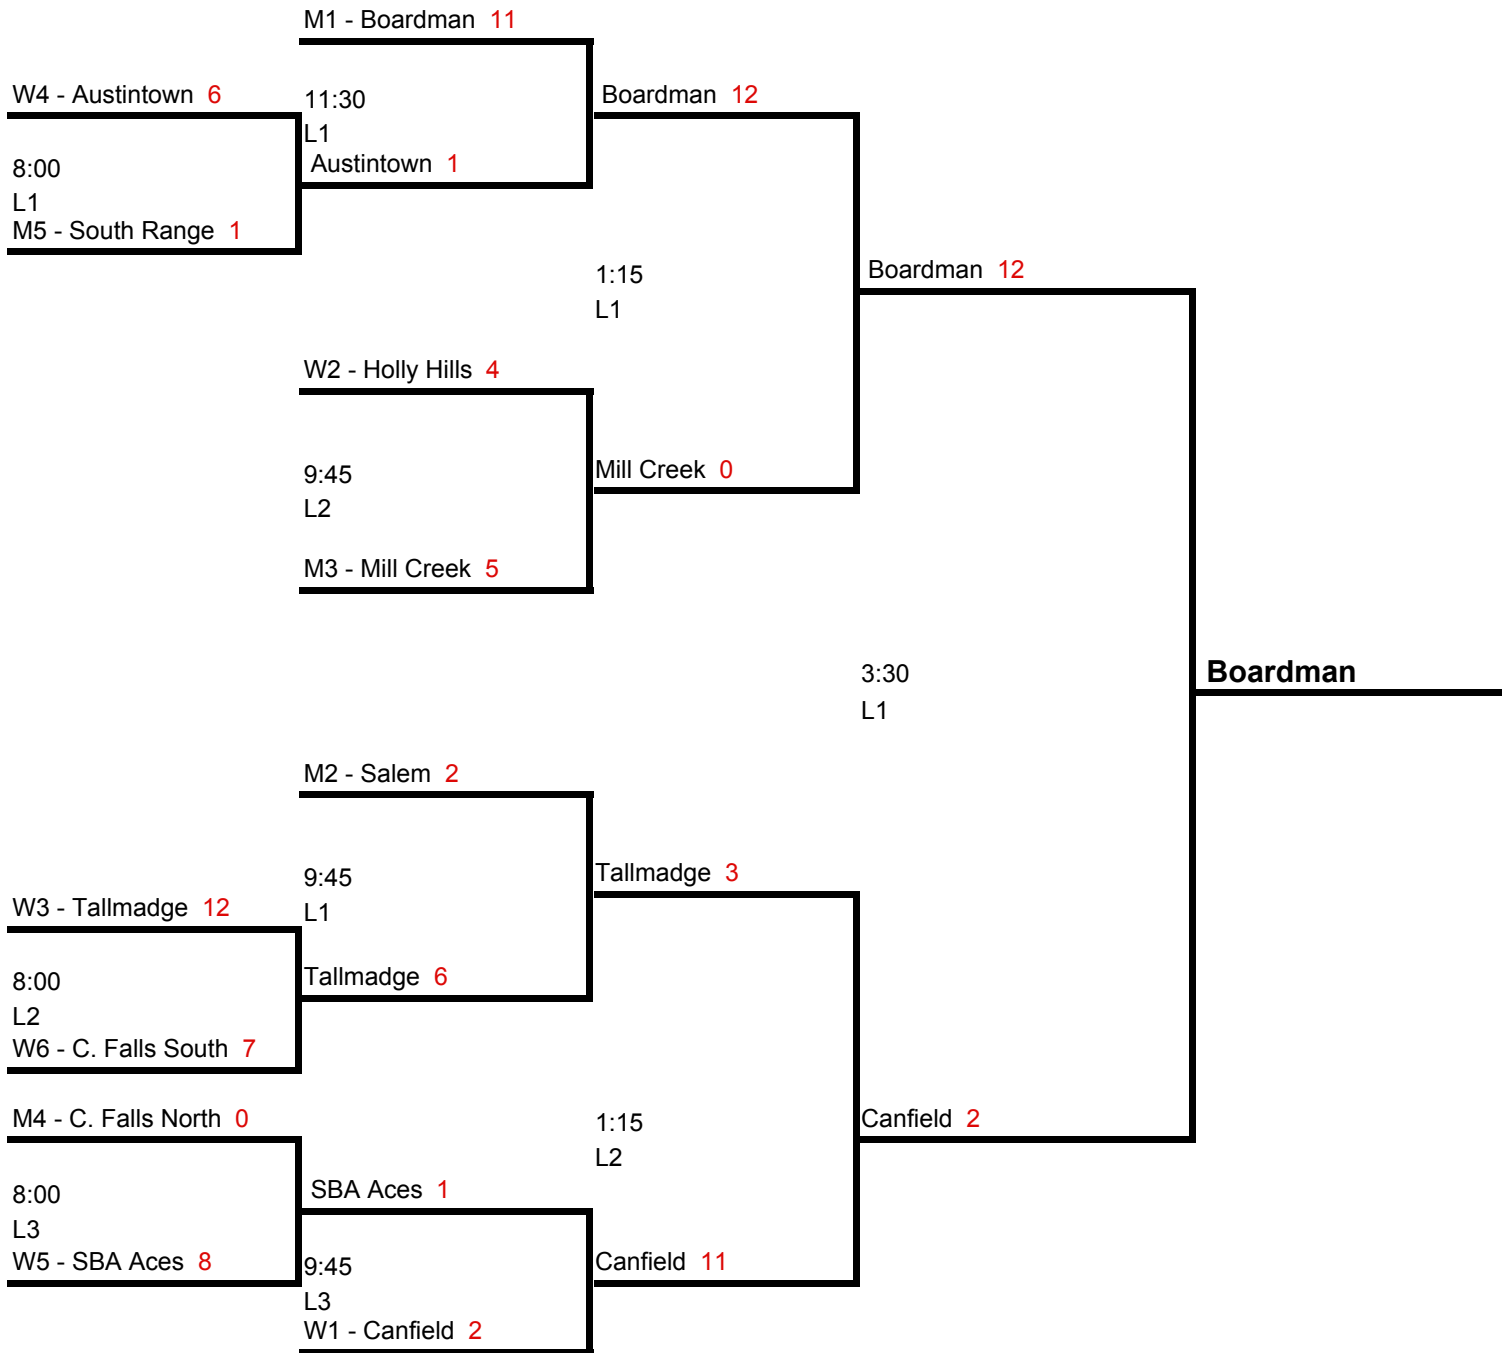 M1 - Boardman 11
W4 - Austintown 6
11:30
Boardman 12
L1
8:00
Austintown 1
L1
M5 - South Range 1
1:15
Boardman 12
L1
W2 - Holly Hills 4
9:45
Mill Creek 0
L2
M3 - Mill Creek 5
3:30
Boardman
L1
M2 - Salem 2
9:45
Tallmadge 3
W3 - Tallmadge 12
L1
8:00
Tallmadge 6
L2
W6 - C. Falls South 7
M4 - C. Falls North 0
1:15
Canfield 2
L2
8:00
SBA Aces 1
L3
W5 - SBA Aces 8
9:45
Canfield 11
L3
W1 - Canfield 2